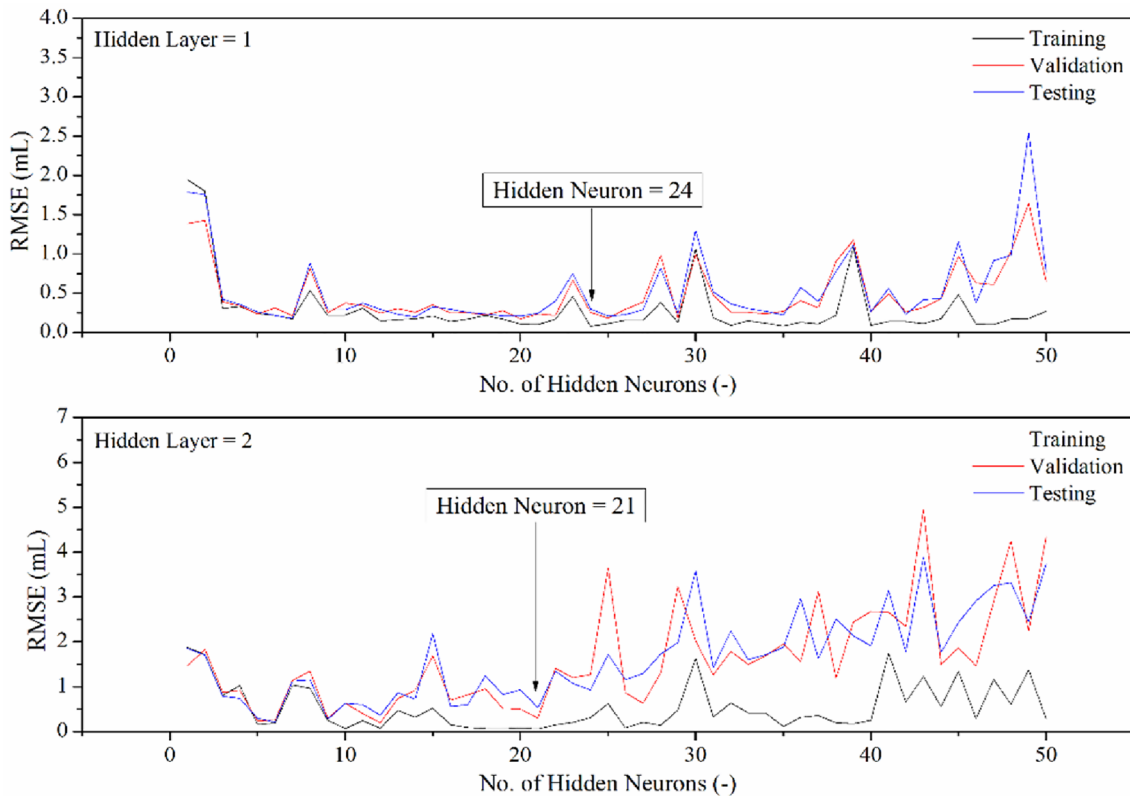 Hidden Layer = 1
Training
Validation
Testing
Hidden Neuron = 24
RMSE (mL)
4.0
3.5
3.0
2.5
2.0
1.5
1.0
0.5
0.0
0 10 20 30 40 50
No. of Hidden Neurons (-)
Hidden Layer = 2
Training
Validation
Testing
Hidden Neuron = 21
RMSE (mL)
7
6
5
4
3
2
1
0
0 10 20 30 40 50
No. of Hidden Neurons (-)